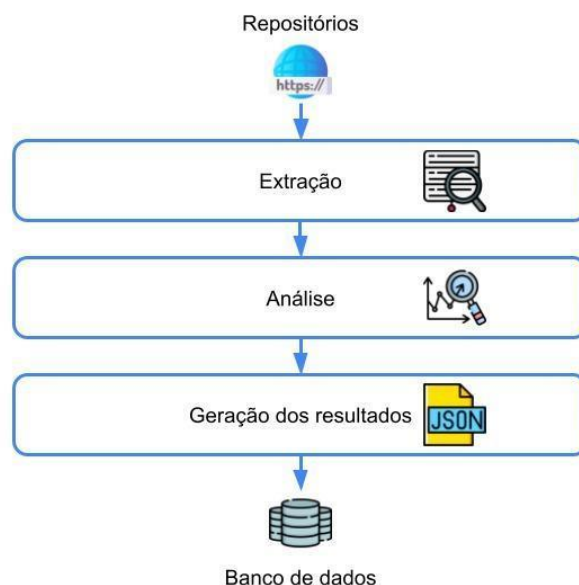 Repositórios
https://
Extração
Análise
Geração dos resultados
JSON
Banco de dados